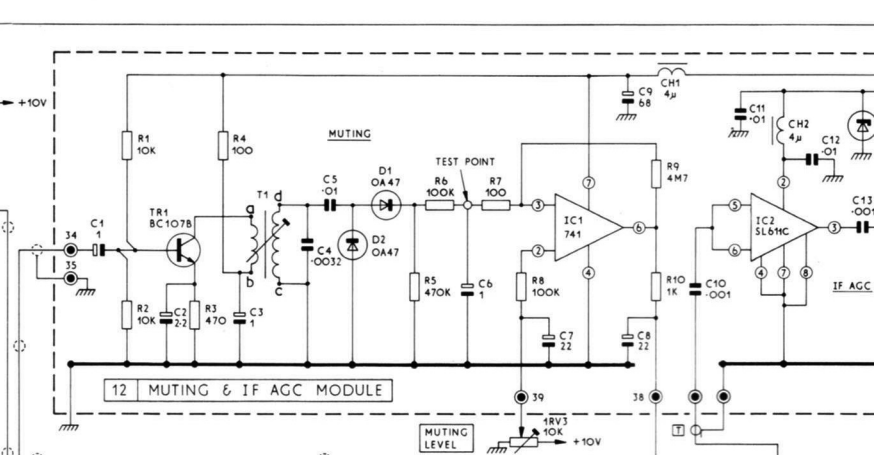 +10V
CH1
4µ
C9
68
C11
·01
CH2
4µ
C12
·01
R1
10K
R4
100
MUTING
TEST POINT
R9
4M7
C5
·01
D1
OA47
R6
100K
R7
100
7
2
C13
·001
TR1
BC107B
T1
a
d
3
IC1
741
6
5
IC2
SL611C
3
C1
1
34
35
C4
·0032
D2
OA47
2
4
6
4
7
8
b
c
R5
470K
C6
1
R8
100K
R10
1K
C10
·001
IF AGC
R2
10K
C2
2·2
R3
470
C3
1
C7
22
C8
22
12 MUTING & IF AGC MODULE
39
38
MUTING
LEVEL
1RV3
10K
+10V
T